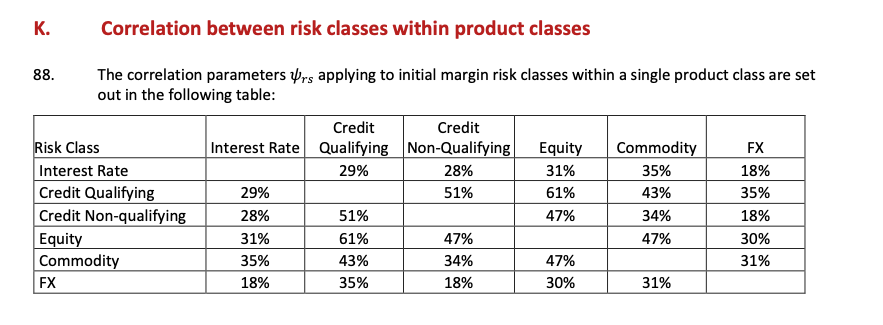 K. Correlation between risk classes within product classes
88. The correlation parameters ψrs applying to initial margin risk classes within a single product class are set
out in the following table:
Risk Class Interest Rate Credit Qualifying Credit Non-Qualifying Equity Commodity FX
Interest Rate 29% 28% 31% 35% 18%
Credit Qualifying 29% 51% 61% 43% 35%
Credit Non-qualifying 28% 51% 47% 34% 18%
Equity 31% 61% 47% 47% 30%
Commodity 35% 43% 34% 47% 31%
FX 18% 35% 18% 30% 31%